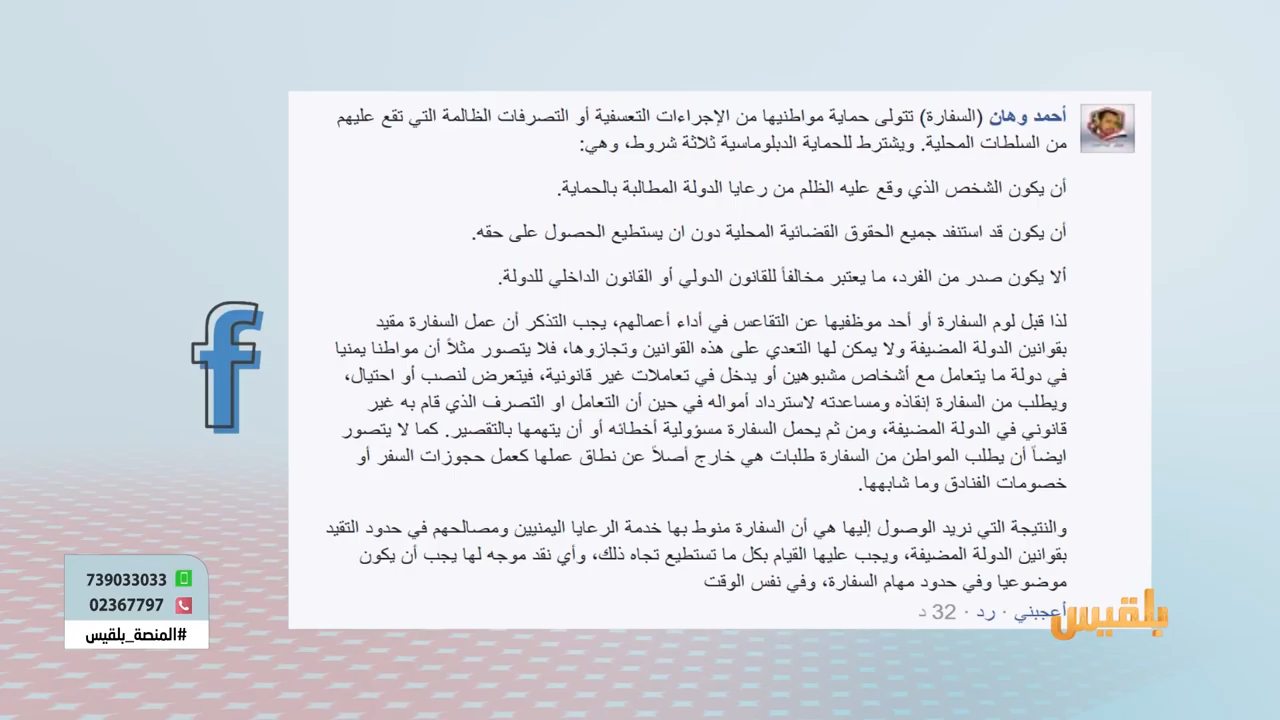 أحمد وهان (السفارة) تتولى حماية مواطنيها من الإجراءات التعسفية أو التصرفات الظالمة التي تقع عليهم
من السلطات المحلية. ويشترط للحماية الدبلوماسية ثلاثة شروط، وهي:
أن يكون الشخص الذي وقع عليه الظلم من رعايا الدولة المطالبة بالحماية.
أن يكون قد استنفد جميع الحقوق القضائية المحلية دون ان يستطيع الحصول على حقه.
ألا يكون صدر من الفرد، ما يعتبر مخالفاً للقانون الدولي أو القانون الداخلي للدولة.
لذا قبل لوم السفارة أو أحد موظفيها عن التقاعس في أداء أعمالهم، يجب التذكر أن عمل السفارة مقيد
بقوانين الدولة المضيفة ولا يمكن لها التعدي على هذه القوانين وتجازوها، فلا يتصور مثلاً أن مواطنا يمنيا
في دولة ما يتعامل مع أشخاص مشبوهين أو يدخل في تعاملات غير قانونية، فيتعرض لنصب أو احتيال،
ويطلب من السفارة إنقاذه ومساعدته لاسترداد أمواله في حين أن التعامل او التصرف الذي قام به غير
قانوني في الدولة المضيفة، ومن ثم يحمل السفارة مسؤولية أخطائه أو أن يتهمها بالتقصير. كما لا يتصور
ايضاً أن يطلب المواطن من السفارة طلبات هي خارج أصلاً عن نطاق عملها كعمل حجوزات السفر أو
خصومات الفنادق وما شابهها.
والنتيجة التي نريد الوصول إليها هي أن السفارة منوط بها خدمة الرعايا اليمنيين ومصالحهم في حدود التقيد
بقوانين الدولة المضيفة، ويجب عليها القيام بكل ما تستطيع تجاه ذلك، وأي نقد موجه لها يجب أن يكون
موضوعيا وفي حدود مهام السفارة، وفي نفس الوقت
أعجبني · رد · 32 د
بلقيس
739033033
02367797
#المنصة_بلقيس